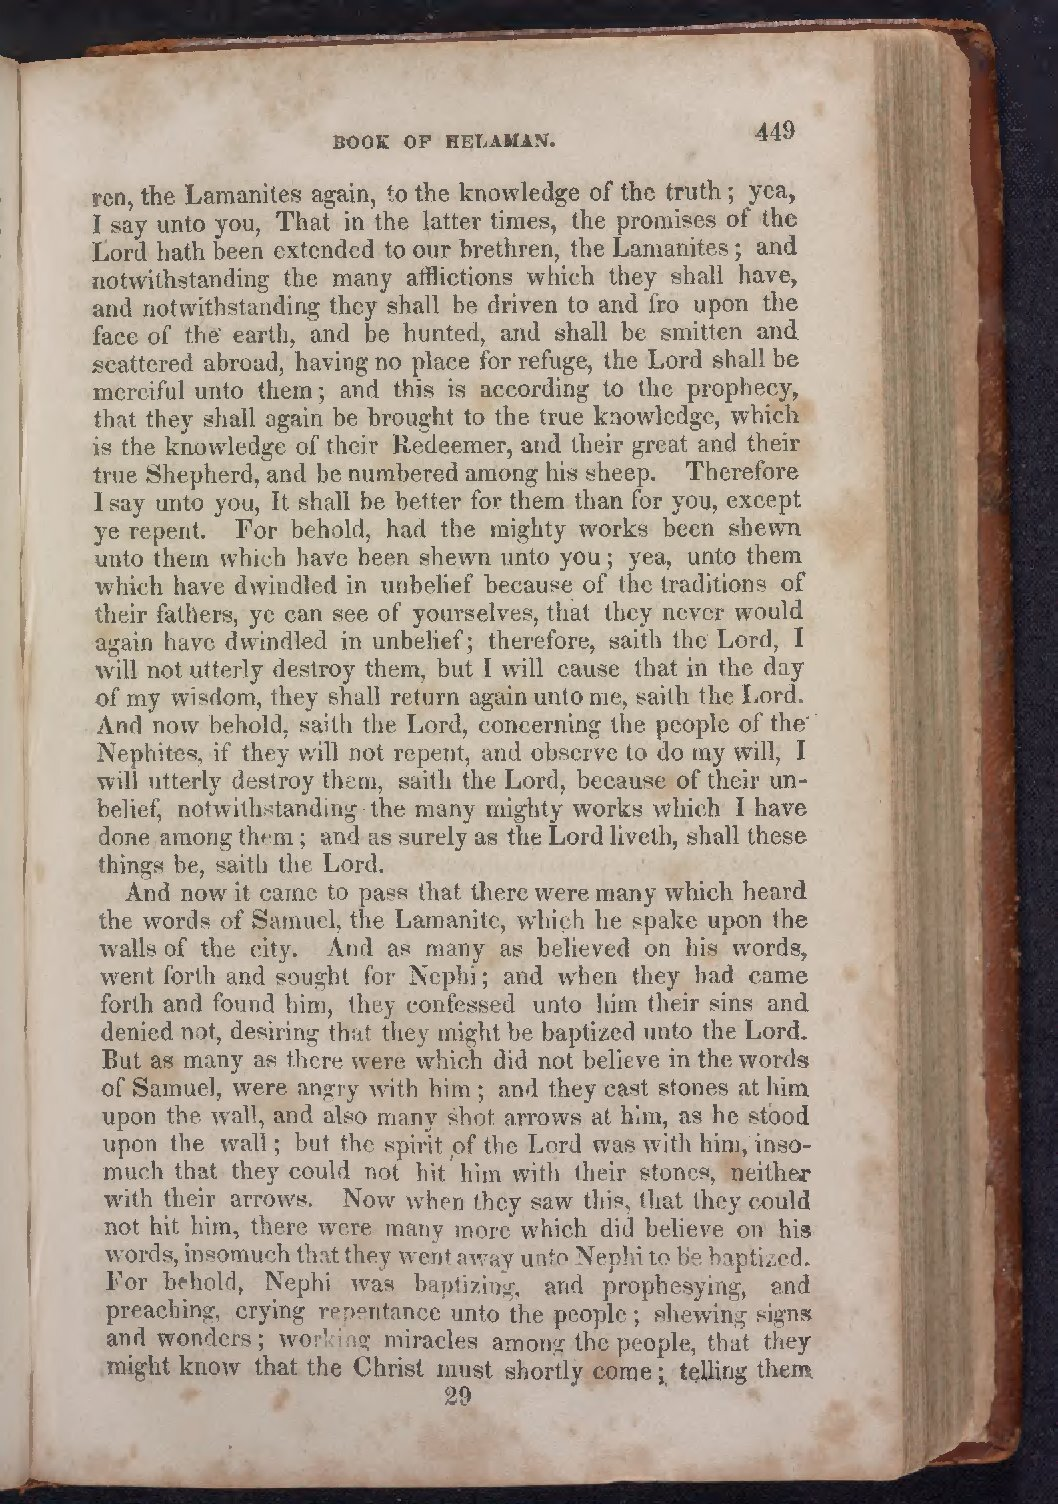 BOOK OF HELAMAN. 449
ren, the Lamanites again, to the knowledge of the truth; yea,
I say unto you, That in the latter times, the promises of the
Lord hath been extended to our brethren, the Lamanites; and
notwithstanding the many afflictions which they shall have,
and notwithstanding they shall be driven to and fro upon the
face of the earth, and be hunted, and shall be smitten and
scattered abroad, having no place for refuge, the Lord shall be
merciful unto them; and this is according to the prophecy,
that they shall again be brought to the true knowledge, which
is the knowledge of their Redeemer, and their great and their
true Shepherd, and be numbered among his sheep. Therefore
I say unto you, It shall be better for them than for you, except
ye repent. For behold, had the mighty works been shewn
unto them which have been shewn unto you; yea, unto them
which have dwindled in unbelief because of the traditions of
their fathers, ye can see of yourselves, that they never would
again have dwindled in unbelief; therefore, saith the Lord, I
will not utterly destroy them, but I will cause that in the day
of my wisdom, they shall return again unto me, saith the Lord.
And now behold, saith the Lord, concerning the people of the
Nephites, if they will not repent, and observe to do my will, I
will utterly destroy them, saith the Lord, because of their un-
belief, notwithstanding the many mighty works which I have
done among them; and as surely as the Lord liveth, shall these
things be, saith the Lord.
And now it came to pass that there were many which heard
the words of Samuel, the Lamanite, which he spake upon the
walls of the city. And as many as believed on his words,
went forth and sought for Nephi; and when they had came
forth and found him, they confessed unto him their sins and
denied not, desiring that they might be baptized unto the Lord.
But as many as there were which did not believe in the words
of Samuel, were angry with him; and they cast stones at him
upon the wall, and also many shot arrows at him, as he stood
upon the wall; but the spirit of the Lord was with him, inso-
much that they could not hit him with their stones, neither
with their arrows. Now when they saw this, that they could
not hit him, there were many more which did believe on his
words, insomuch that they went away unto Nephi to be baptized.
For behold, Nephi was baptizing, and prophesying, and
preaching, crying repentance unto the people; shewing signs
and wonders; working miracles among the people, that they
might know that the Christ must shortly come; telling them
29